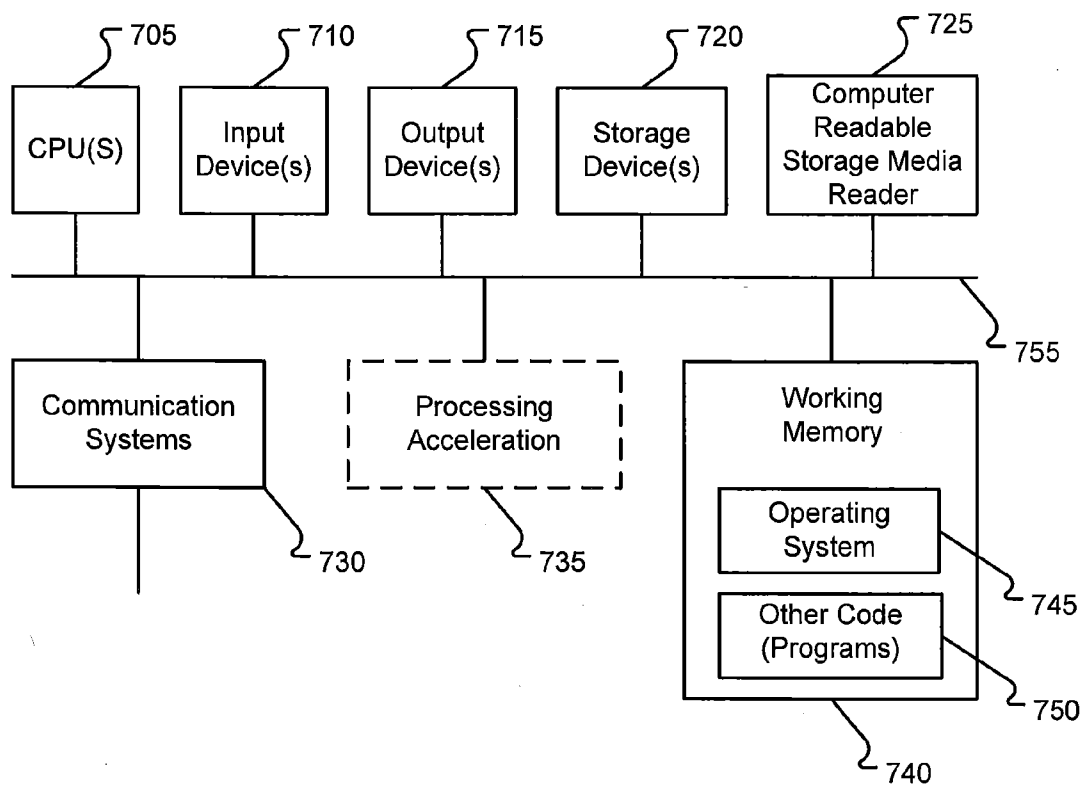 705
710
715
720
725
CPU(S)
Input
Device(s)
Output
Device(s)
Storage
Device(s)
Computer
Readable
Storage Media
Reader
755
Communication
Systems
Processing
Acceleration
Working
Memory
Operating
System
Other Code
(Programs)
730
735
745
750
740